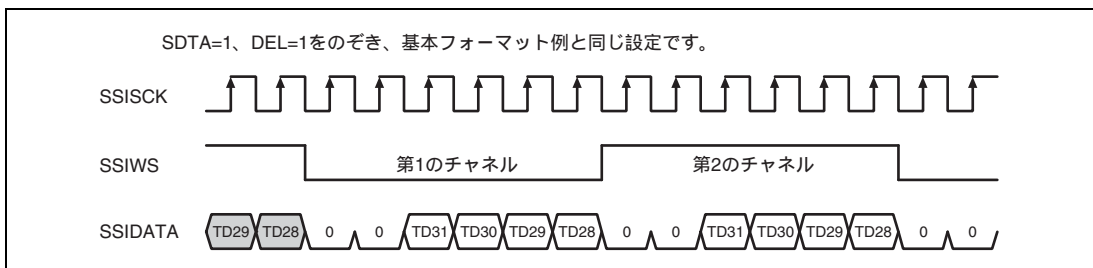 SDTA=1、DEL=1をのぞき、基本フォーマット例と同じ設定です。
SSISCK
SSIWS 第1のチャネル 第2のチャネル
SSIDATA TD29 TD28 0 0 TD31 TD30 TD29 TD28 0 0 TD31 TD30 TD29 TD28 0 0